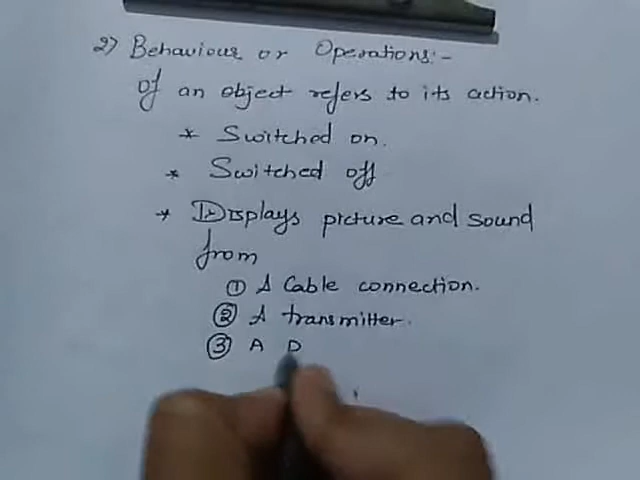 2) Behaviour or Operations:-
Of an object refers to its action.
* Switched on.
* Switched off
* Displays picture and sound
from
① A Cable connection.
② A transmitter.
③ A D